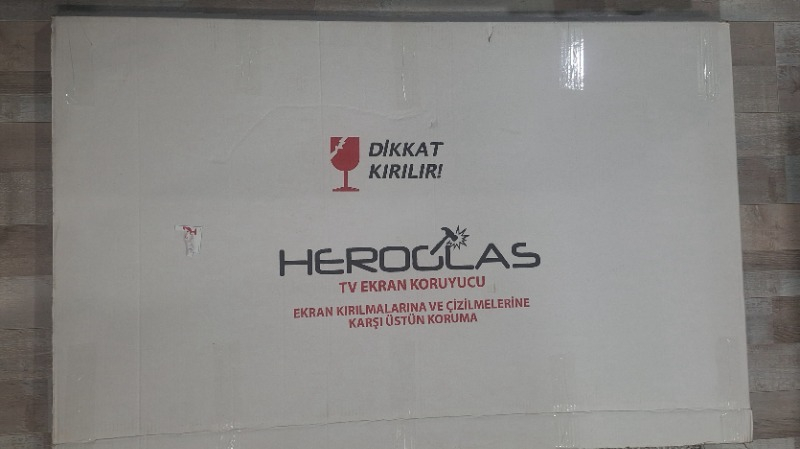 DİKKAT
KIRILIR!
HEROGLAS
TV EKRAN KORUYUCU
EKRAN KIRILMALARINA VE ÇİZİLMELERİNE
KARŞI ÜSTÜN KORUMA